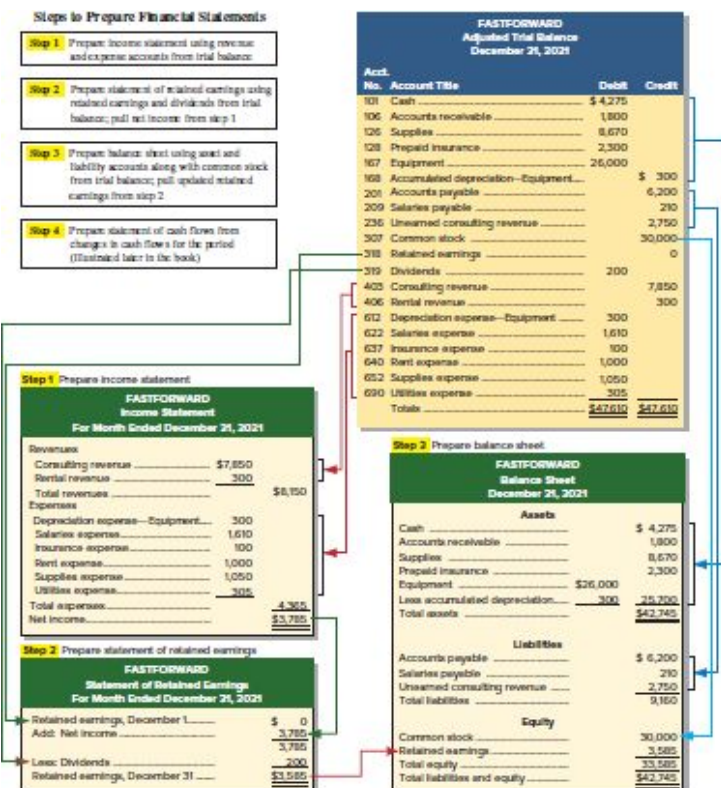 Steps to Prepare Financial Statements
Step 1 Prepare income statement using revenue
and expense accounts from trial balance
Step 2 Prepare statement of retained earnings using
retained earnings and dividends from trial
balance; pull net income from step 1
Step 3 Prepare balance sheet using asset and
liability accounts along with common stock
from trial balance; pull updated retained
earnings from step 2
Step 4 Prepare statement of cash flows from
changes in cash flows for the period
(Illustrated later in the book)
FASTFORWARD
Adjusted Trial Balance
December 31, 2021
Acct.
No. Account Title Debit Credit
101 Cash $ 4,275
106 Accounts receivable 1,800
126 Supplies 8,670
128 Prepaid insurance 2,300
167 Equipment 26,000
168 Accumulated depreciation—Equipment $ 300
201 Accounts payable 6,200
209 Salaries payable 210
236 Unearned consulting revenue 2,750
307 Common stock 30,000
318 Retained earnings 0
319 Dividends 200
403 Consulting revenue 7,850
406 Rental revenue 300
612 Depreciation expense—Equipment 300
622 Salaries expense 1,610
637 Insurance expense 100
640 Rent expense 1,000
652 Supplies expense 1,050
690 Utilities expense 305
Totals $47,610 $47,610
Step 1 Prepare income statement
FASTFORWARD
Income Statement
For Month Ended December 31, 2021
Revenues
Consulting revenue $7,850
Rental revenue 300
Total revenues $8,150
Expenses
Depreciation expense—Equipment 300
Salaries expense 1,610
Insurance expense 100
Rent expense 1,000
Supplies expense 1,050
Utilities expense 305
Total expenses 4,365
Net income $3,785
Step 2 Prepare statement of retained earnings
FASTFORWARD
Statement of Retained Earnings
For Month Ended December 31, 2021
Retained earnings, December 1 $ 0
Add: Net income 3,785
3,785
Less: Dividends 200
Retained earnings, December 31 $3,585
Step 3 Prepare balance sheet
FASTFORWARD
Balance Sheet
December 31, 2021
Assets
Cash $ 4,275
Accounts receivable 1,800
Supplies 8,670
Prepaid insurance 2,300
Equipment $26,000
Less accumulated depreciation 300 25,700
Total assets $42,745
Liabilities
Accounts payable $ 6,200
Salaries payable 210
Unearned consulting revenue 2,750
Total liabilities 9,160
Equity
Common stock 30,000
Retained earnings 3,585
Total equity 33,585
Total liabilities and equity $42,745